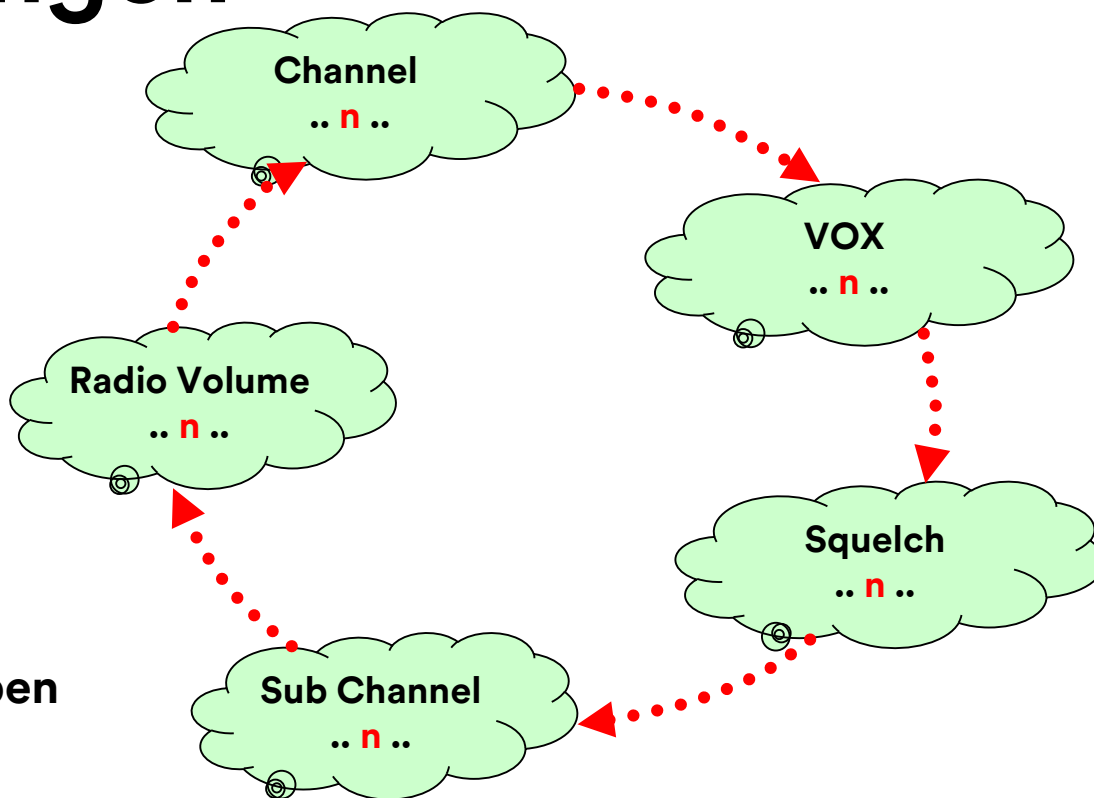 Channel
.. n ..
VOX
.. n ..
Radio Volume
.. n ..
Squelch
.. n ..
Sub Channel
.. n ..